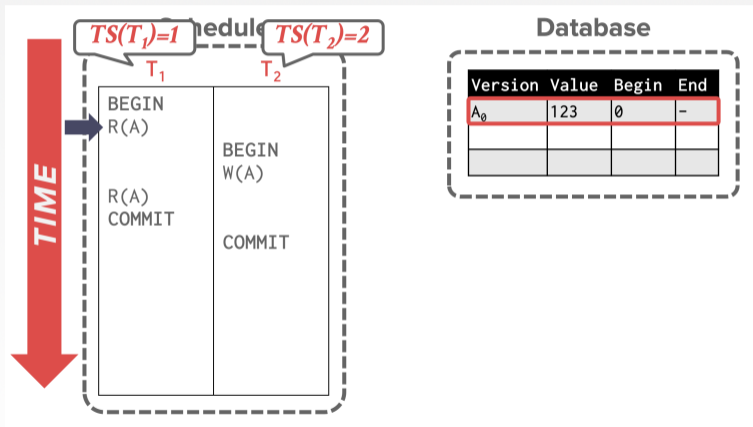 Schedule
TS(T₁)=1
TS(T₂)=2
T₁
T₂
TIME
BEGIN
R(A)
BEGIN
W(A)
R(A)
COMMIT
COMMIT
Database
Version Value Begin End
A₀ 123 0 -